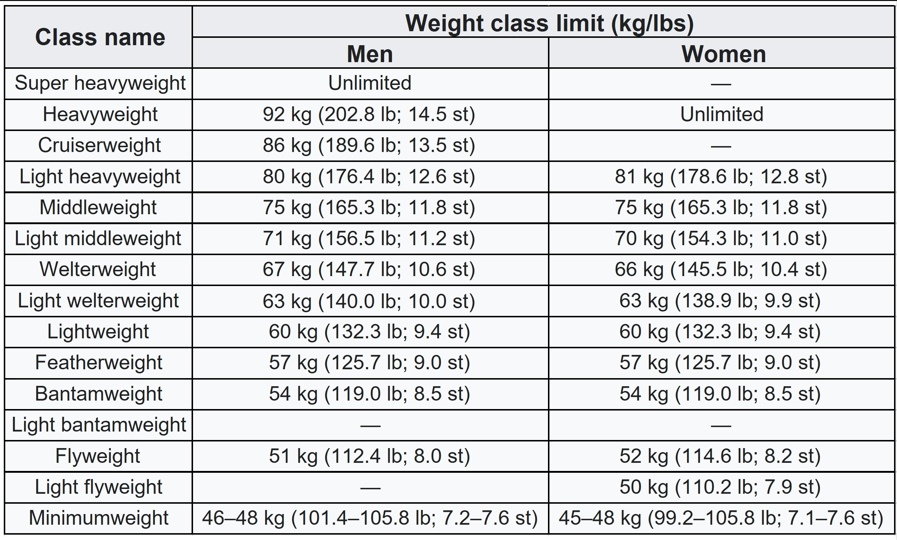 Class name Weight class limit (kg/lbs)
Men Women
Super heavyweight Unlimited —
Heavyweight 92 kg (202.8 lb; 14.5 st) Unlimited
Cruiserweight 86 kg (189.6 lb; 13.5 st) —
Light heavyweight 80 kg (176.4 lb; 12.6 st) 81 kg (178.6 lb; 12.8 st)
Middleweight 75 kg (165.3 lb; 11.8 st) 75 kg (165.3 lb; 11.8 st)
Light middleweight 71 kg (156.5 lb; 11.2 st) 70 kg (154.3 lb; 11.0 st)
Welterweight 67 kg (147.7 lb; 10.6 st) 66 kg (145.5 lb; 10.4 st)
Light welterweight 63 kg (140.0 lb; 10.0 st) 63 kg (138.9 lb; 9.9 st)
Lightweight 60 kg (132.3 lb; 9.4 st) 60 kg (132.3 lb; 9.4 st)
Featherweight 57 kg (125.7 lb; 9.0 st) 57 kg (125.7 lb; 9.0 st)
Bantamweight 54 kg (119.0 lb; 8.5 st) 54 kg (119.0 lb; 8.5 st)
Light bantamweight — —
Flyweight 51 kg (112.4 lb; 8.0 st) 52 kg (114.6 lb; 8.2 st)
Light flyweight — 50 kg (110.2 lb; 7.9 st)
Minimumweight 46–48 kg (101.4–105.8 lb; 7.2–7.6 st) 45–48 kg (99.2–105.8 lb; 7.1–7.6 st)